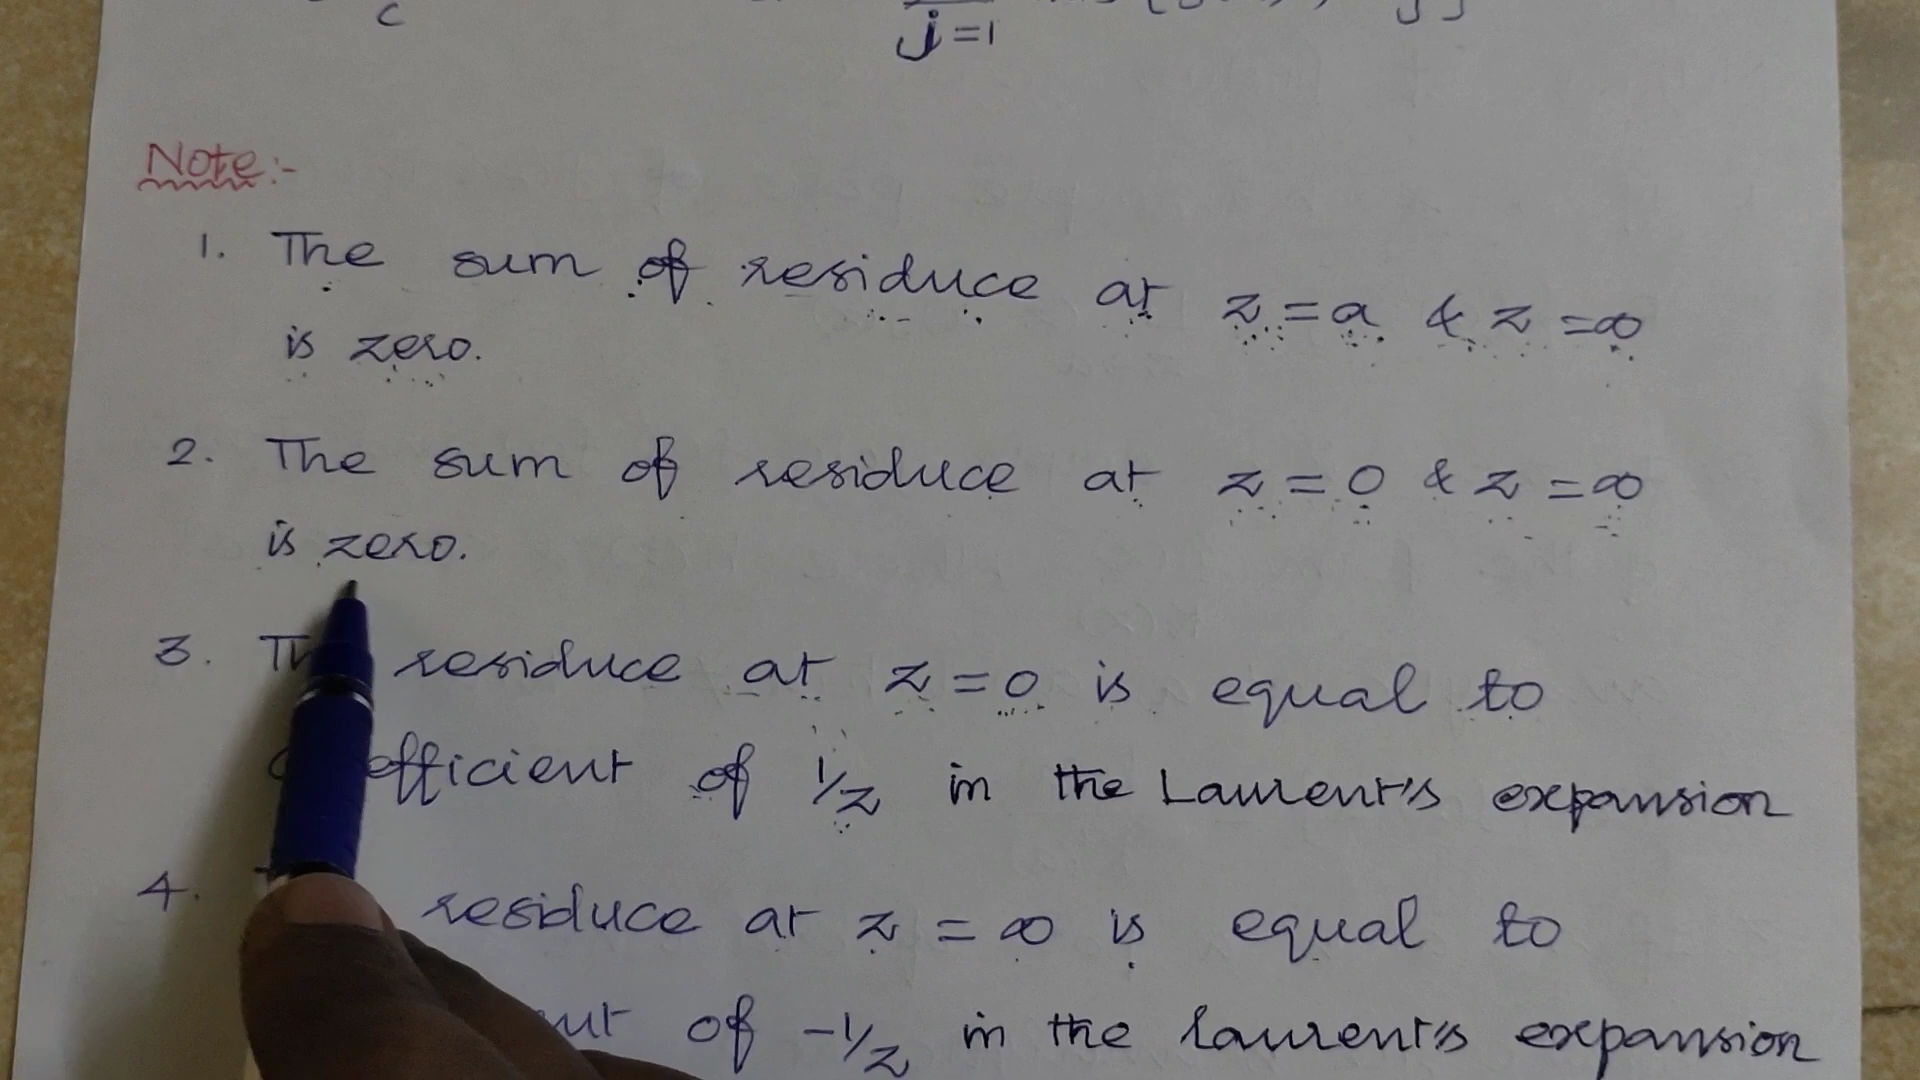 c
j=1
Note:-
1. The sum of residuce at z=a & z=∞
is zero.
2. The sum of residuce at z=0 & z=∞
is zero.
3. residuce at z=0 is equal to
efficient of 1/z in the Laurent's expansion
4. residuce at z=∞ is equal to
of -1/z in the laurent's expansion